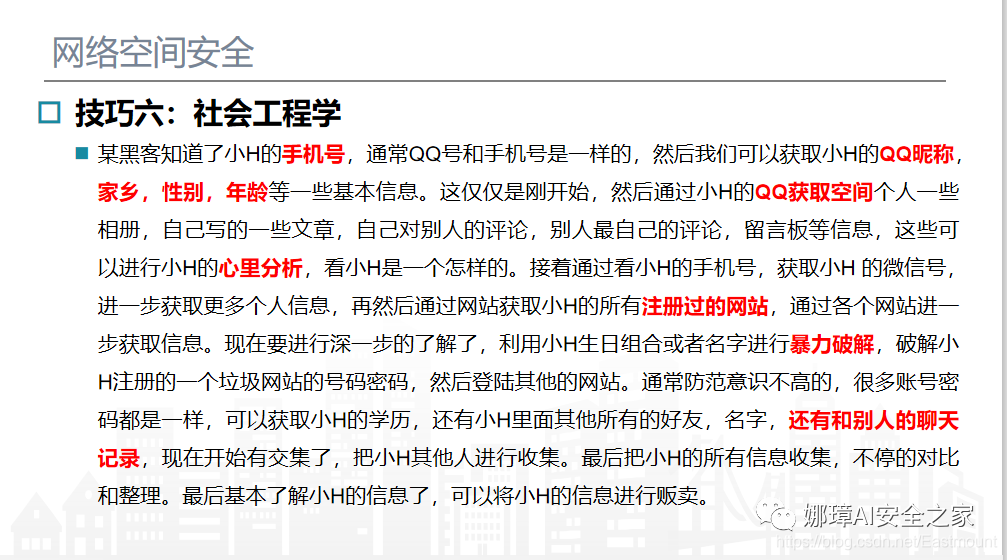 网络空间安全
技巧六：社会工程学
某黑客知道了小H的手机号，通常QQ号和手机号是一样的，然后我们可以获取小H的QQ昵称，
家乡，性别，年龄等一些基本信息。这仅仅是刚开始，然后通过小H的QQ获取空间个人一些
相册，自己写的一些文章，自己对别人的评论，别人最自己的评论，留言板等信息，这些可
以进行小H的心里分析，看小H是一个怎样的。接着通过看小H的手机号，获取小H 的微信号，
进一步获取更多个人信息，再然后通过网站获取小H的所有注册过的网站，通过各个网站进一
步获取信息。现在要进行深一步的了解了，利用小H生日组合或者名字进行暴力破解，破解小
H注册的一个垃圾网站的号码密码，然后登陆其他的网站。通常防范意识不高的，很多账号密
码都是一样，可以获取小H的学历，还有小H里面其他所有的好友，名字，还有和别人的聊天
记录，现在开始有交集了，把小H其他人进行收集。最后把小H的所有信息收集，不停的对比
和整理。最后基本了解小H的信息了，可以将小H的信息进行贩卖。
娜璋AI安全之家
https://blog.csdn.net/Eastmount